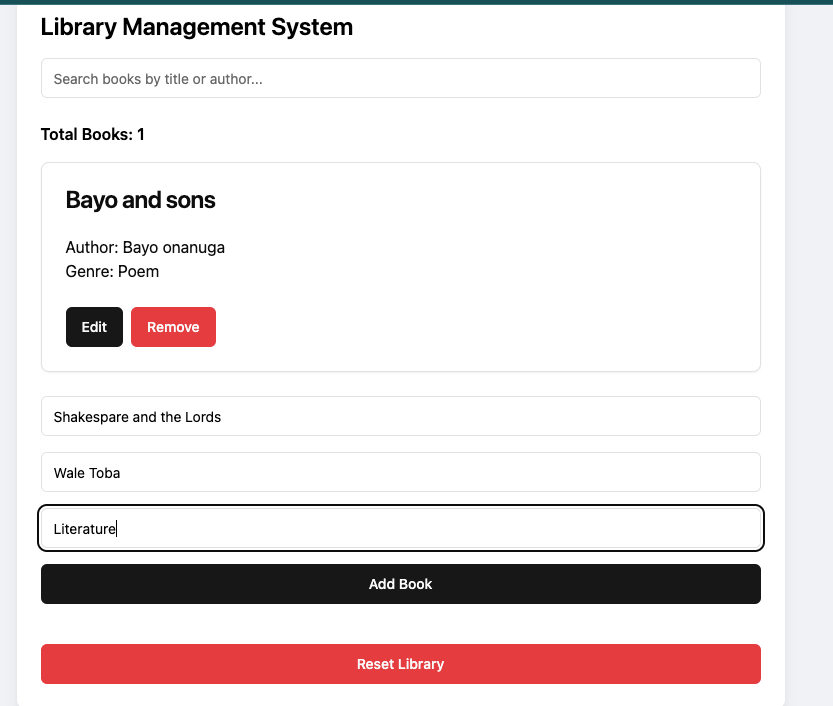 Library Management System
Search books by title or author...
Total Books: 1
Bayo and sons
Author: Bayo onanuga
Genre: Poem
Edit Remove
Shakespare and the Lords
Wale Toba
Literature
Add Book
Reset Library